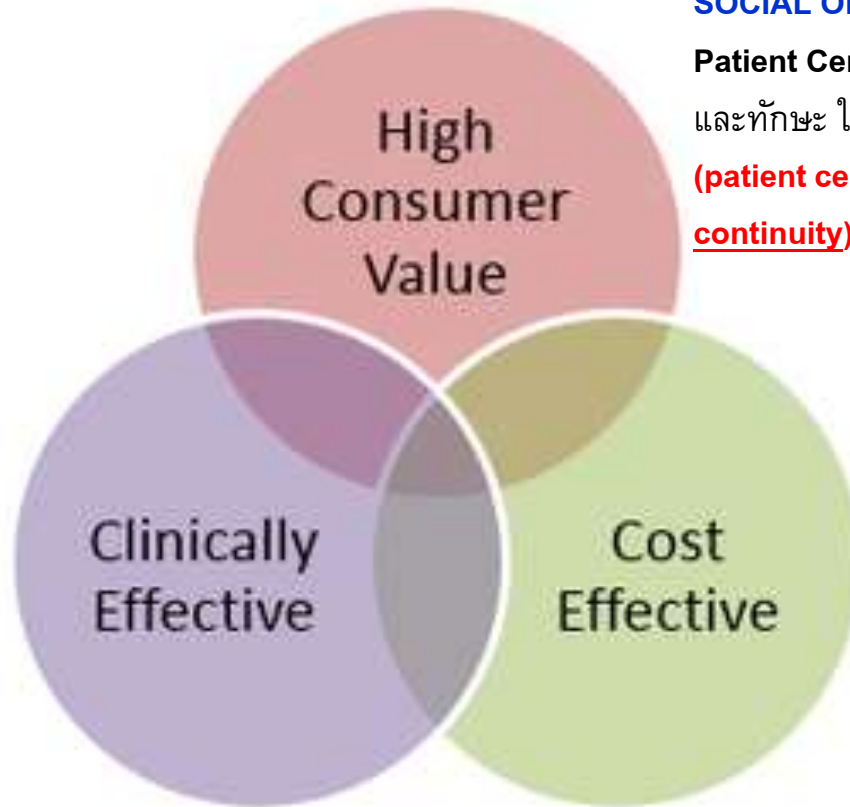 SOCIAL
Patient
และทักษะ
(patient
continuity)
High
Consumer
Value
Clinically
Effective
Cost
Effective